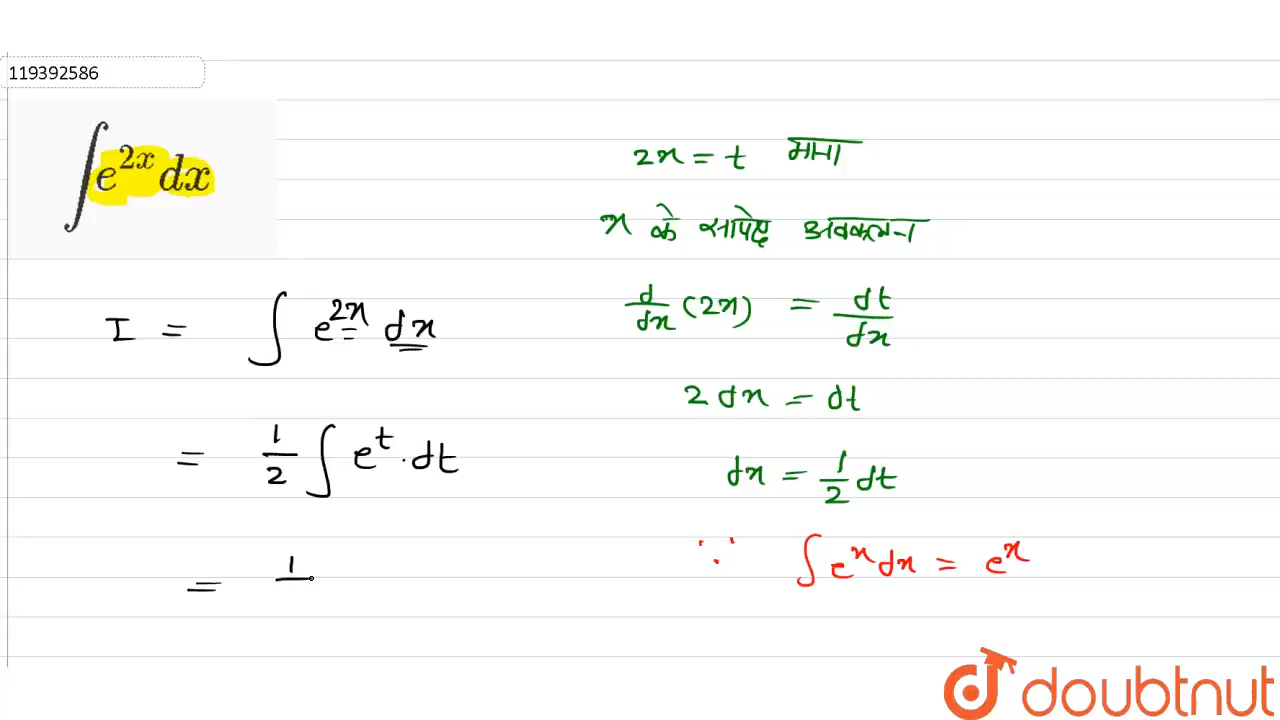 119392586
∫e^{2x} dx
2x = t माना
x के सापेक्ष अवकलन
I = ∫ e^{2x} dx
d/dx (2x) = dt/dx
2 dx = dt
= 1/2 ∫ e^t . dt
dx = 1/2 dt
∵ ∫ e^x dx = e^x
= 1
doubtnut